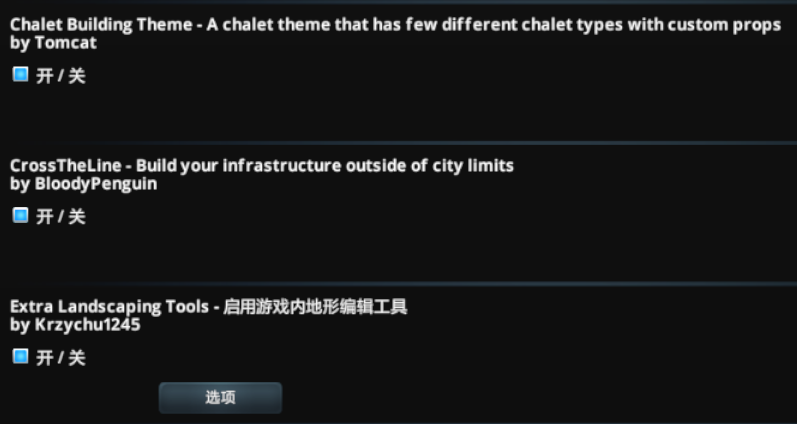 Chalet Building Theme - A chalet theme that has few different chalet types with custom props
by Tomcat
开 / 关
CrossTheLine - Build your infrastructure outside of city limits
by BloodyPenguin
开 / 关
Extra Landscaping Tools - 启用游戏内地形编辑工具
by Krzychu1245
开 / 关
选项